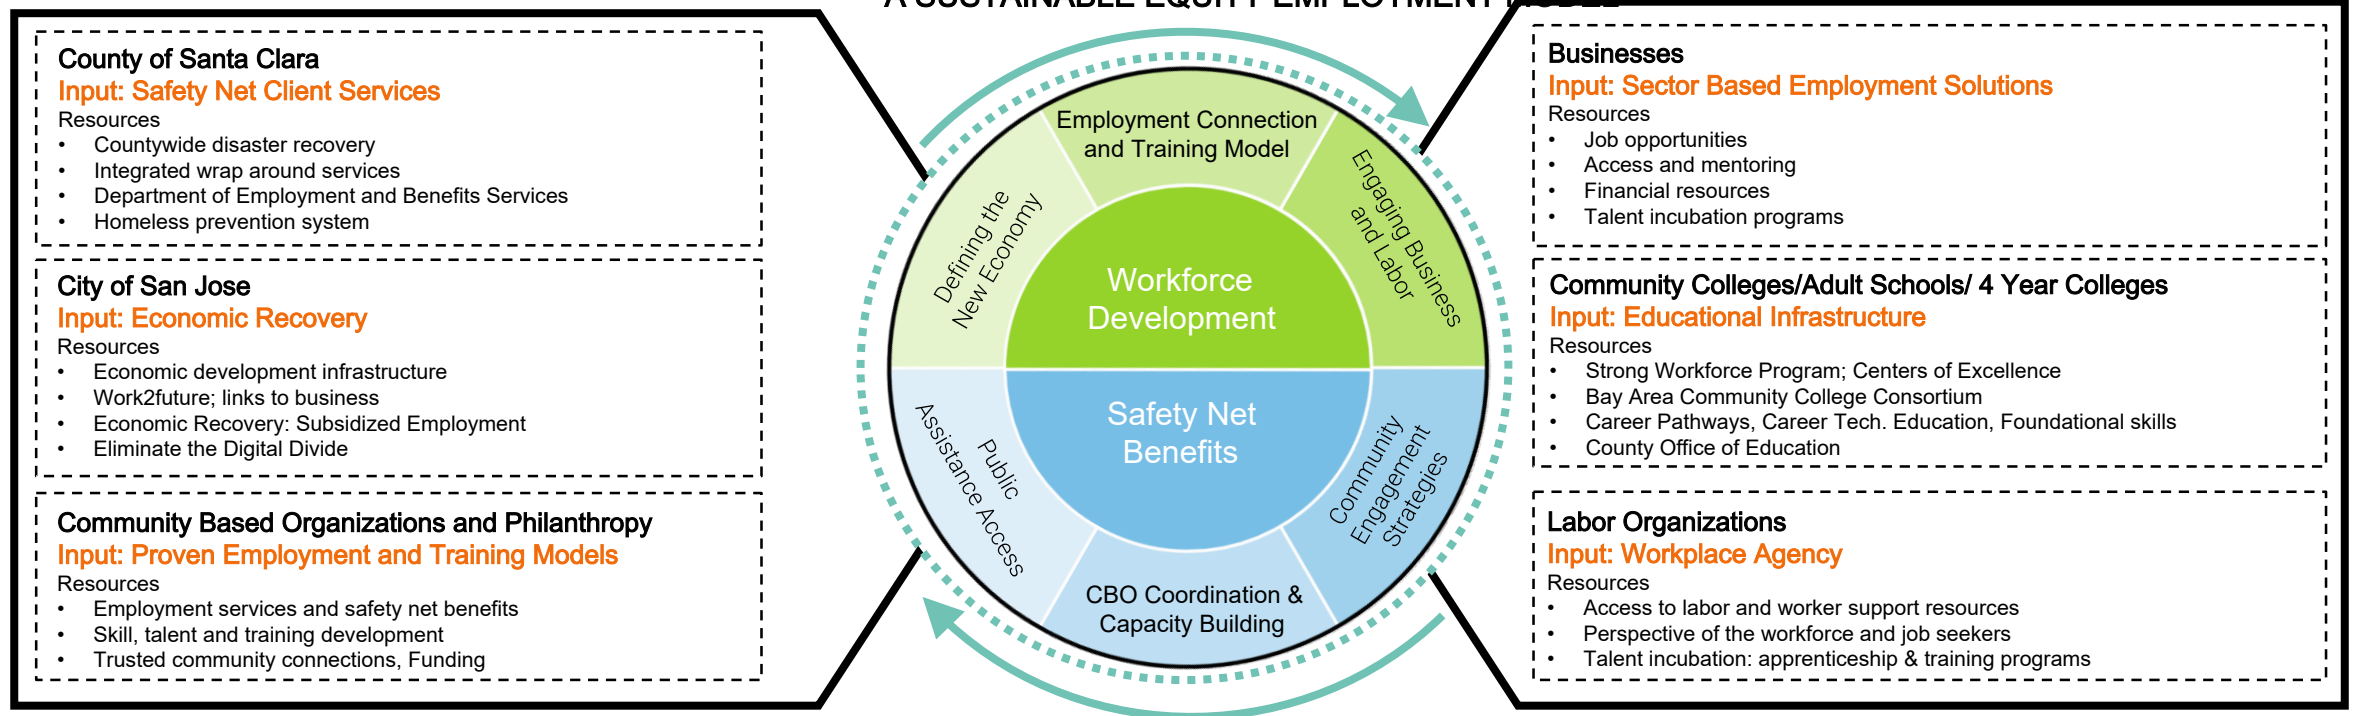 A SUSTAINABLE EQUITY EMPLOYMENT MODEL
County of Santa Clara
Input: Safety Net Client Services
Resources
• Countywide disaster recovery
• Integrated wrap around services
• Department of Employment and Benefits Services
• Homeless prevention system
City of San Jose
Input: Economic Recovery
Resources
• Economic development infrastructure
• Work2future; links to business
• Economic Recovery: Subsidized Employment
• Eliminate the Digital Divide
Community Based Organizations and Philanthropy
Input: Proven Employment and Training Models
Resources
• Employment services and safety net benefits
• Skill, talent and training development
• Trusted community connections, Funding
Employment Connection
and Training Model
Defining the
New Economy
Engaging Business
and Labor
Workforce
Development
Safety Net
Benefits
Public
Assistance Access
Community
Engagement
Strategies
CBO Coordination &
Capacity Building
Businesses
Input: Sector Based Employment Solutions
Resources
• Job opportunities
• Access and mentoring
• Financial resources
• Talent incubation programs
Community Colleges/Adult Schools/ 4 Year Colleges
Input: Educational Infrastructure
Resources
• Strong Workforce Program; Centers of Excellence
• Bay Area Community College Consortium
• Career Pathways, Career Tech. Education, Foundational skills
• County Office of Education
Labor Organizations
Input: Workplace Agency
Resources
• Access to labor and worker support resources
• Perspective of the workforce and job seekers
• Talent incubation: apprenticeship & training programs